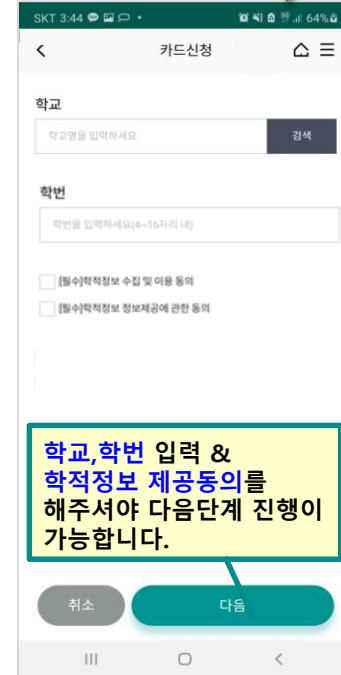 SKT 3:44
64%
카드신청
학교
학교명을 입력하세요.
검색
학번
학번을 입력하세요(4~16자리 내)
[필수]학적정보 수집 및 이용 동의
[필수]학적정보 정보제공에 관한 동의
학교,학번 입력 &
학적정보 제공동의를
해주셔야 다음단계 진행이
가능합니다.
취소
다음